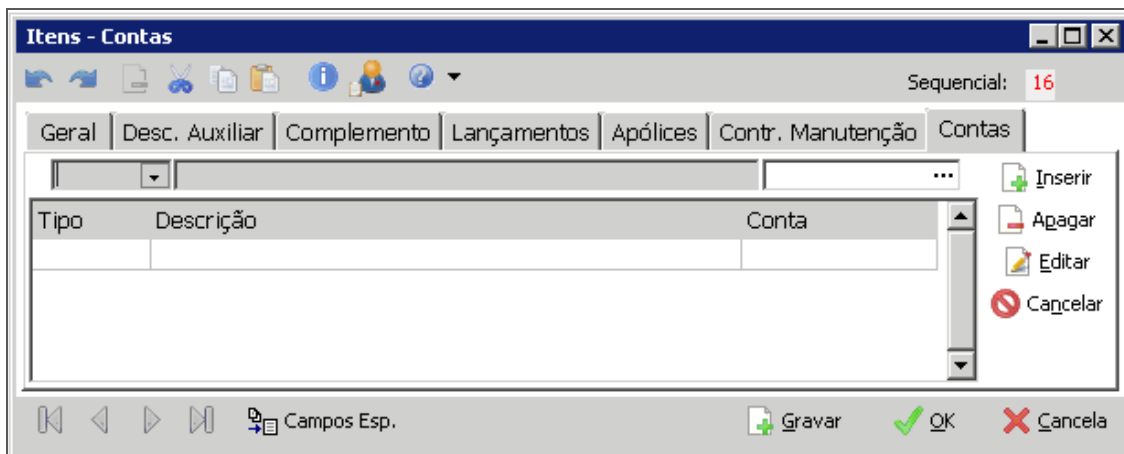 Itens - Contas
Sequencial: 16
Geral Desc. Auxiliar Complemento Lançamentos Apólices Contr. Manutenção Contas
... Inserir
Tipo Descrição Conta Apagar
Editar
Cancelar
Campos Esp. Gravar OK Cancela